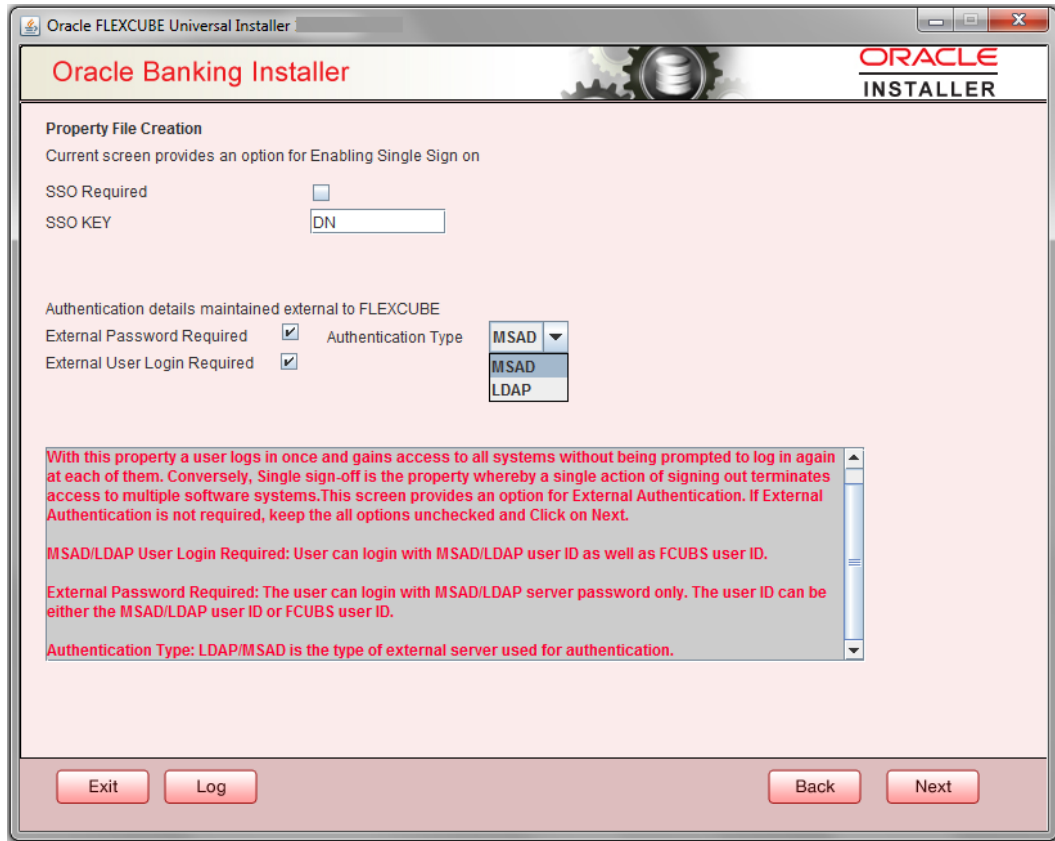 Oracle FLEXCUBE Universal Installer
Oracle Banking Installer
ORACLE
INSTALLER
Property File Creation
Current screen provides an option for Enabling Single Sign on
SSO Required
SSO KEY DN
Authentication details maintained external to FLEXCUBE
External Password Required Authentication Type MSAD
External User Login Required
MSAD
LDAP
With this property a user logs in once and gains access to all systems without being prompted to log in again
at each of them. Conversely, Single sign-off is the property whereby a single action of signing out terminates
access to multiple software systems.This screen provides an option for External Authentication. If External
Authentication is not required, keep the all options unchecked and Click on Next.
MSAD/LDAP User Login Required: User can login with MSAD/LDAP user ID as well as FCUBS user ID.
External Password Required: The user can login with MSAD/LDAP server password only. The user ID can be
either the MSAD/LDAP user ID or FCUBS user ID.
Authentication Type: LDAP/MSAD is the type of external server used for authentication.
Exit Log Back Next